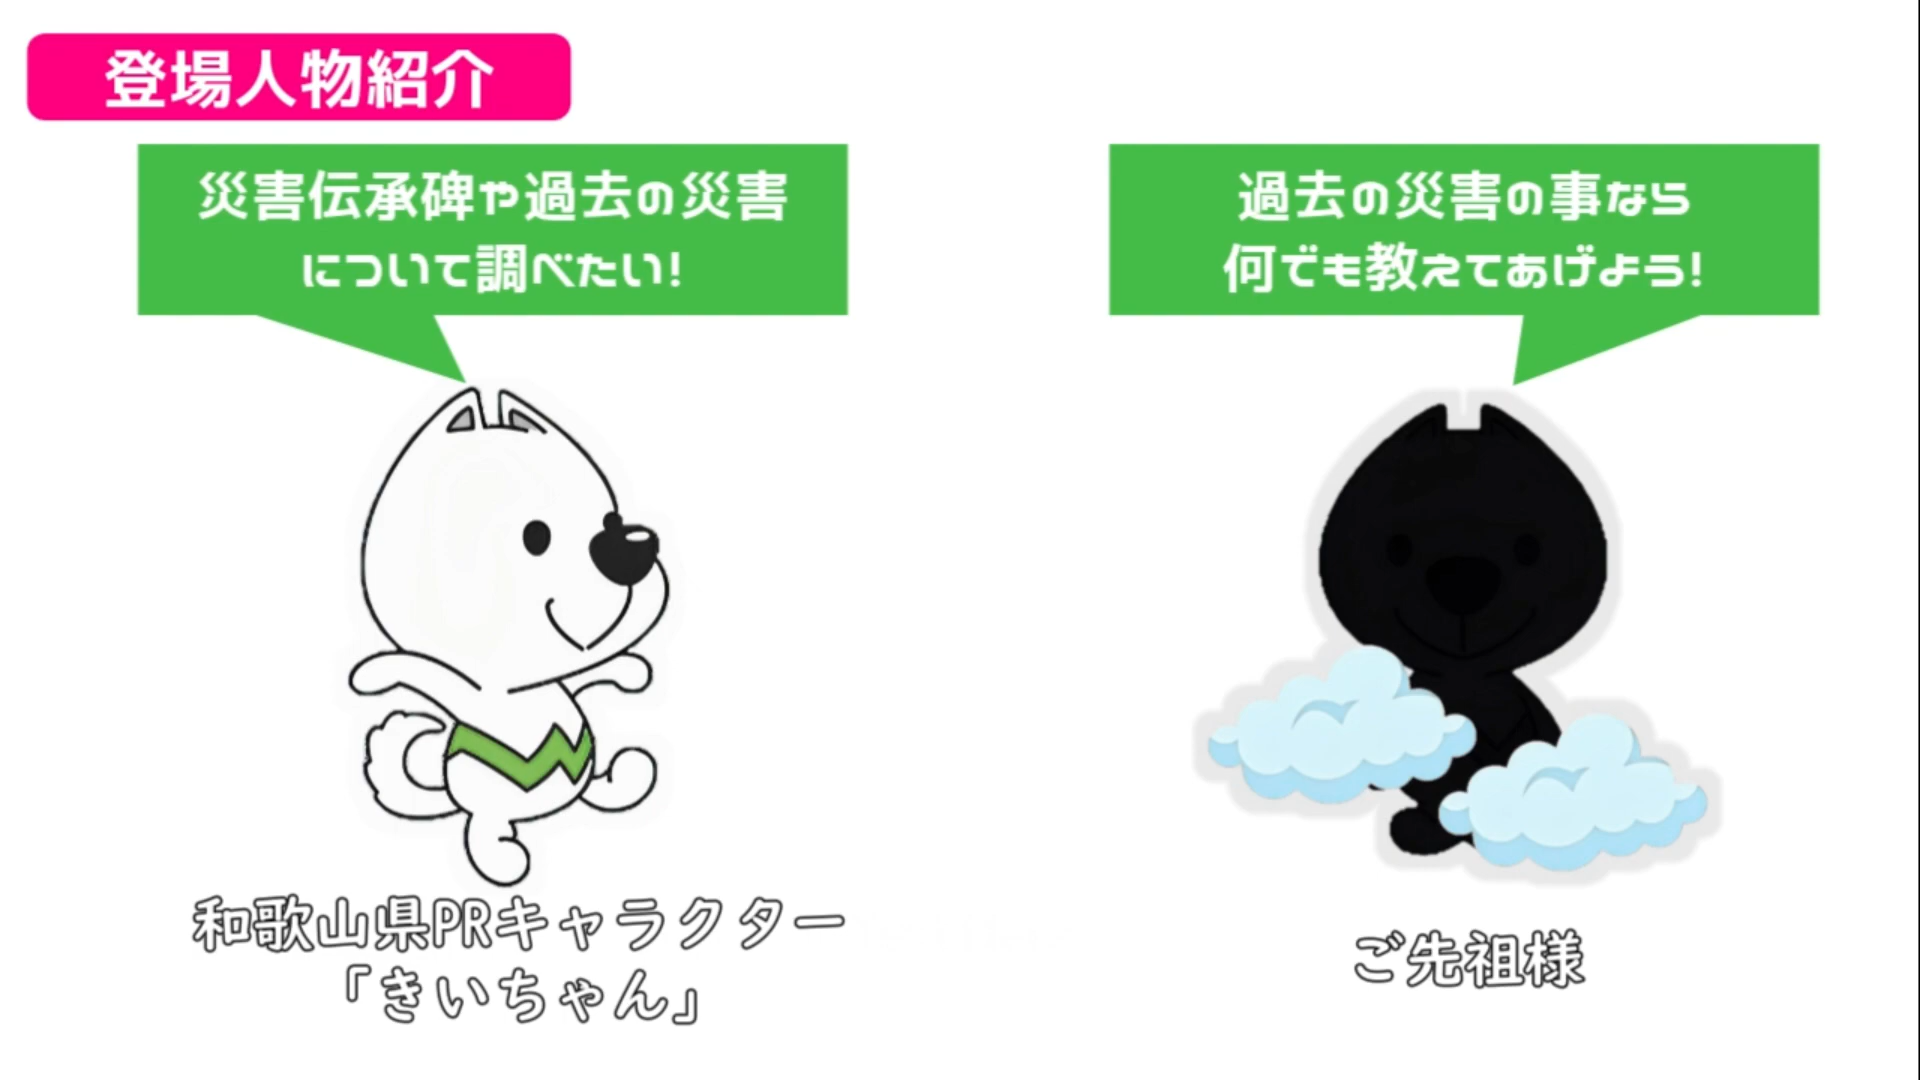 登場人物紹介
災害伝承碑や過去の災害
について調べたい!
過去の災害の事なら
何でも教えてあげよう!
和歌山県PRキャラクター
「きいちゃん」
ご先祖様